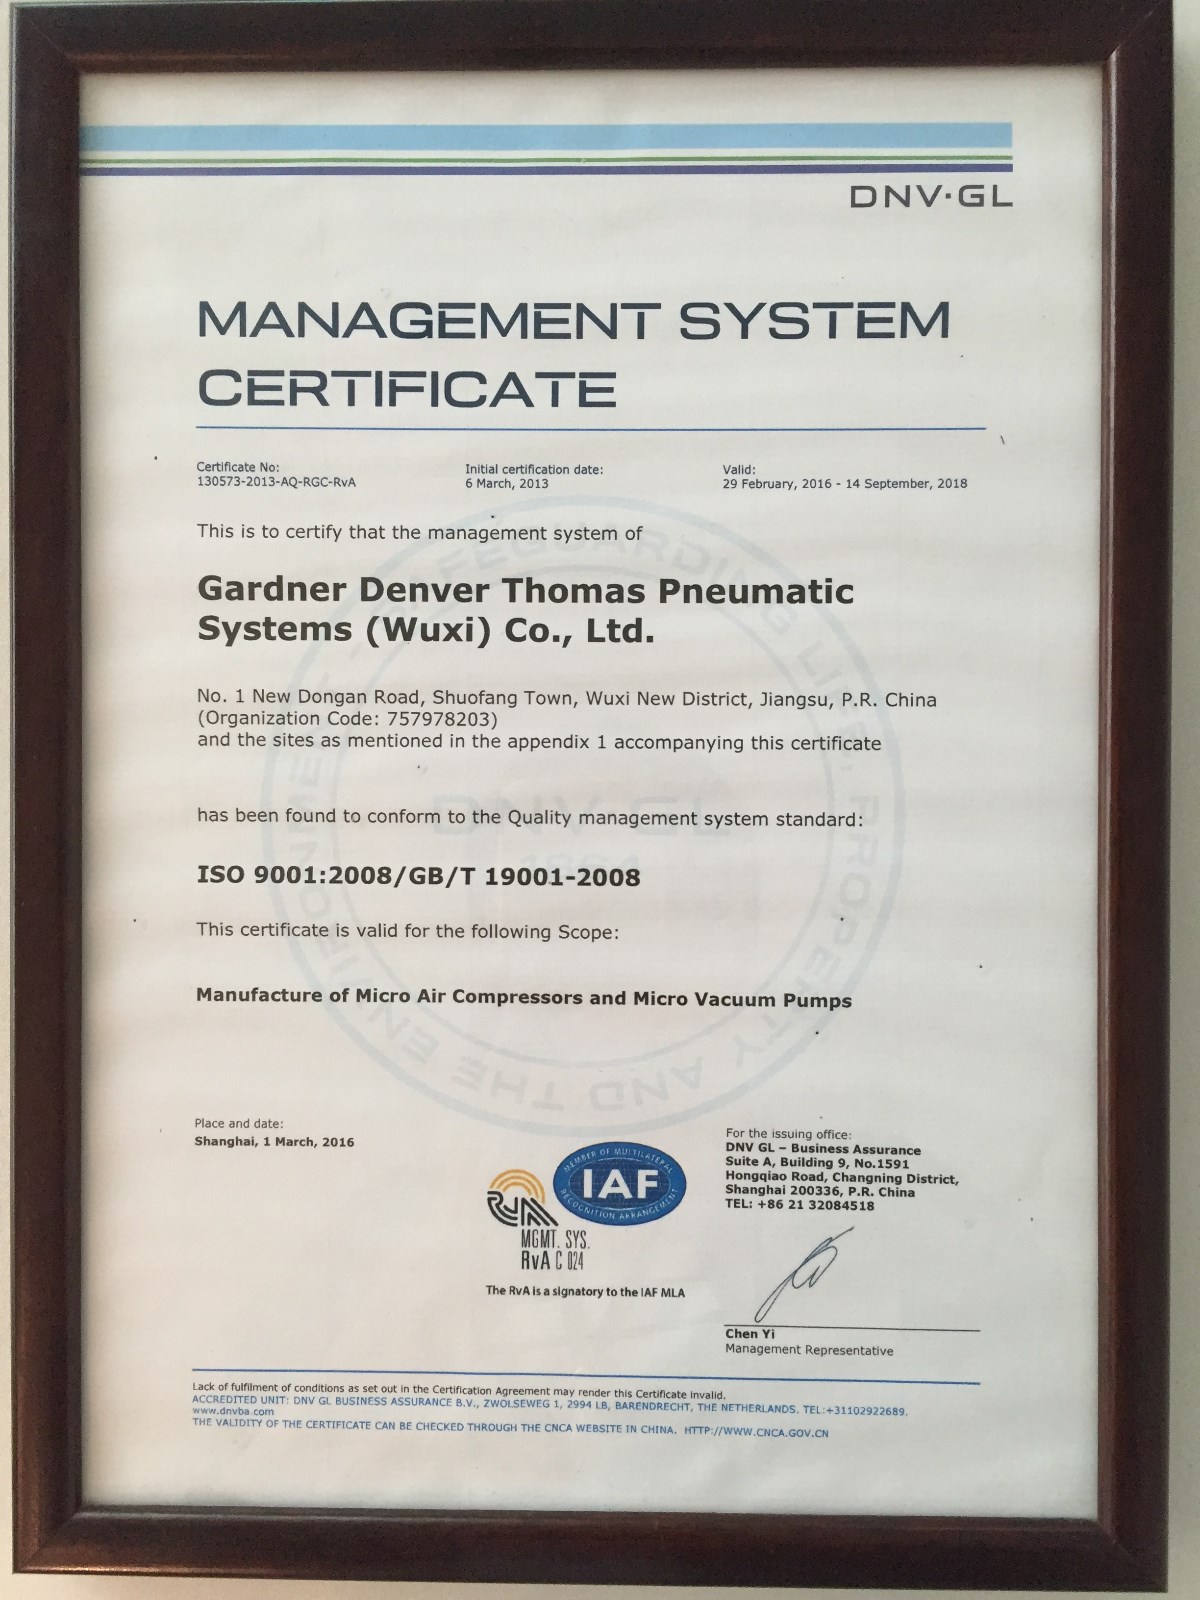 DNV·GL
MANAGEMENT SYSTEM
CERTIFICATE
Certificate No:
130573-2013-AQ-RGC-RvA
Initial certification date:
6 March, 2013
Valid:
29 February, 2016 - 14 September, 2018
This is to certify that the management system of
Gardner Denver Thomas Pneumatic
Systems (Wuxi) Co., Ltd.
No. 1 New Dongan Road, Shuofang Town, Wuxi New District, Jiangsu, P.R. China
(Organization Code: 757978203)
and the sites as mentioned in the appendix 1 accompanying this certificate
has been found to conform to the Quality management system standard:
ISO 9001:2008/GB/T 19001-2008
This certificate is valid for the following Scope:
Manufacture of Micro Air Compressors and Micro Vacuum Pumps
SAFEGUARDING LIFE, PROPERTY AND THE ENVIRONMENT
DNV·GL
1864
Place and date:
Shanghai, 1 March, 2016
RvA
MGMT. SYS.
RvA C 024
MEMBER OF MULTILATERAL
IAF
RECOGNITION ARRANGEMENT
The RvA is a signatory to the IAF MLA
For the issuing office:
DNV GL – Business Assurance
Suite A, Building 9, No.1591
Hongqiao Road, Changning District,
Shanghai 200336, P.R. China
TEL: +86 21 32084518
Chen Yi
Management Representative
Lack of fulfilment of conditions as set out in the Certification Agreement may render this Certificate invalid.
ACCREDITED UNIT: DNV GL BUSINESS ASSURANCE B.V., ZWOLSEWEG 1, 2994 LB, BARENDRECHT, THE NETHERLANDS. TEL:+31102922689.
www.dnvba.com
THE VALIDITY OF THE CERTIFICATE CAN BE CHECKED THROUGH THE CNCA WEBSITE IN CHINA. HTTP://WWW.CNCA.GOV.CN